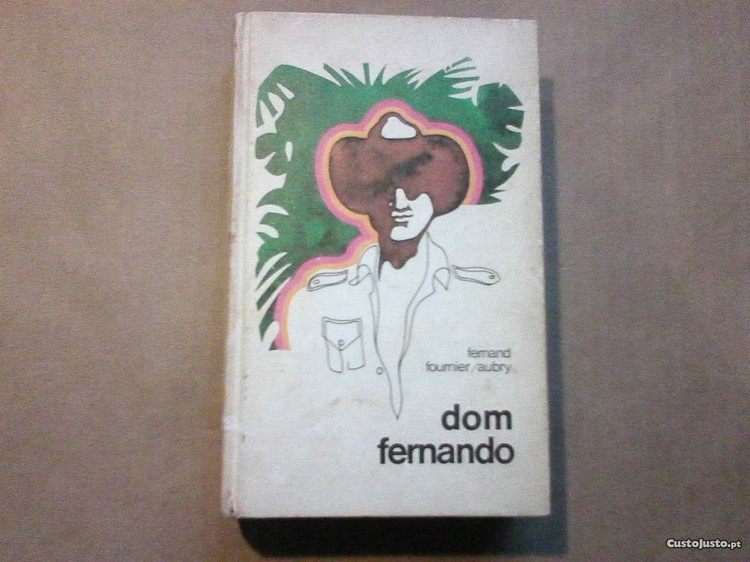 fernand
fournier/aubry
dom
fernando
CustoJusto.pt